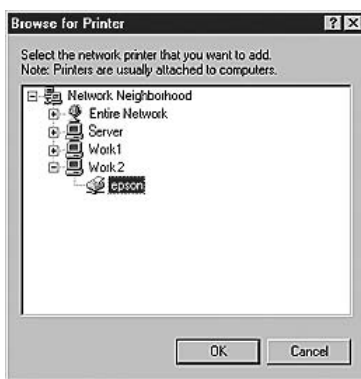 Browse for Printer
Select the network printer that you want to add.
Note: Printers are usually attached to computers.
Network Neighborhood
Entire Network
Server
Work1
Work2
epson
OK
Cancel